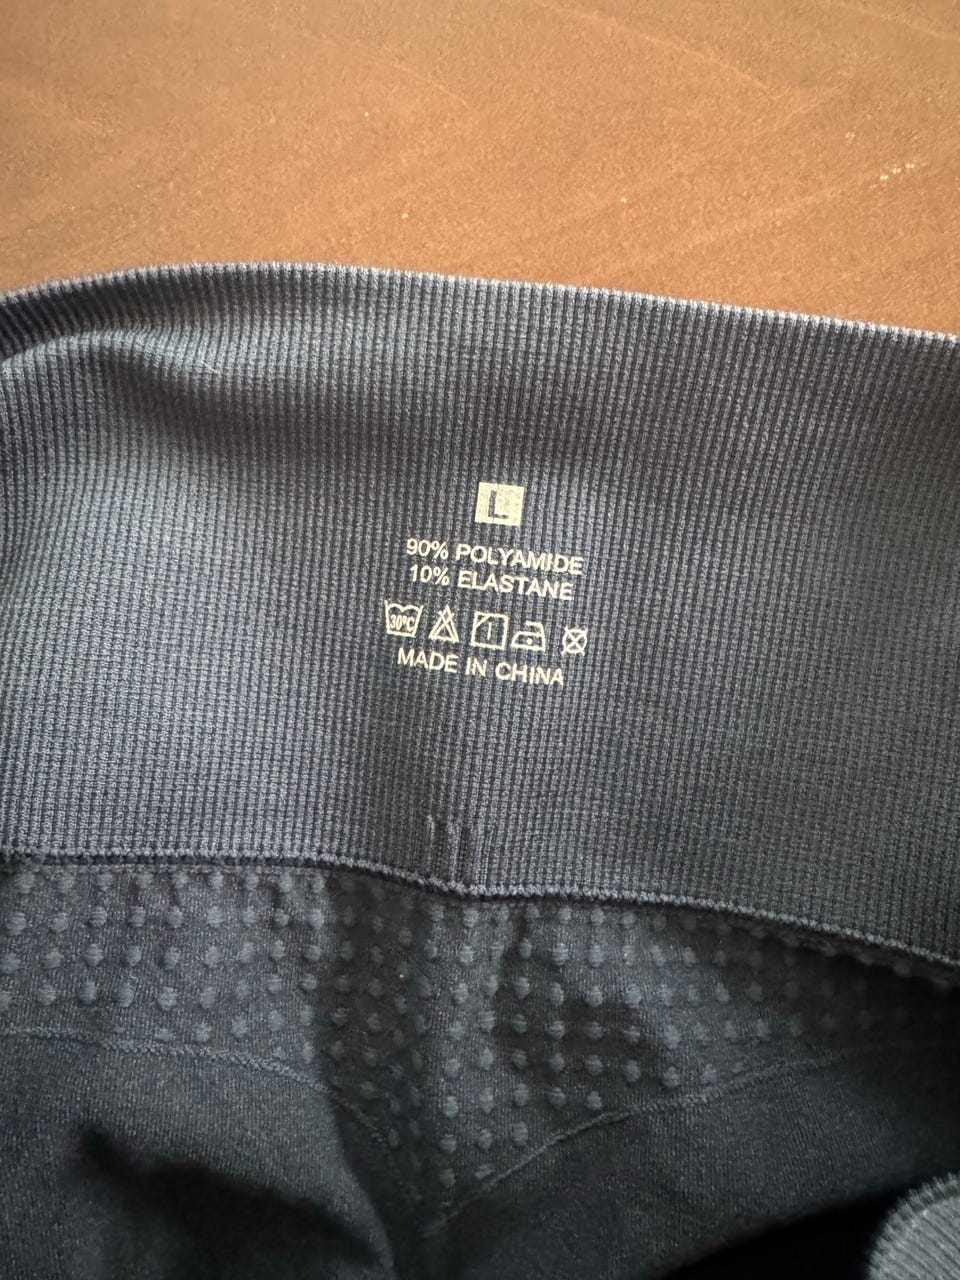 L
90% POLYAMIDE
10% ELASTANE
30°C
MADE IN CHINA